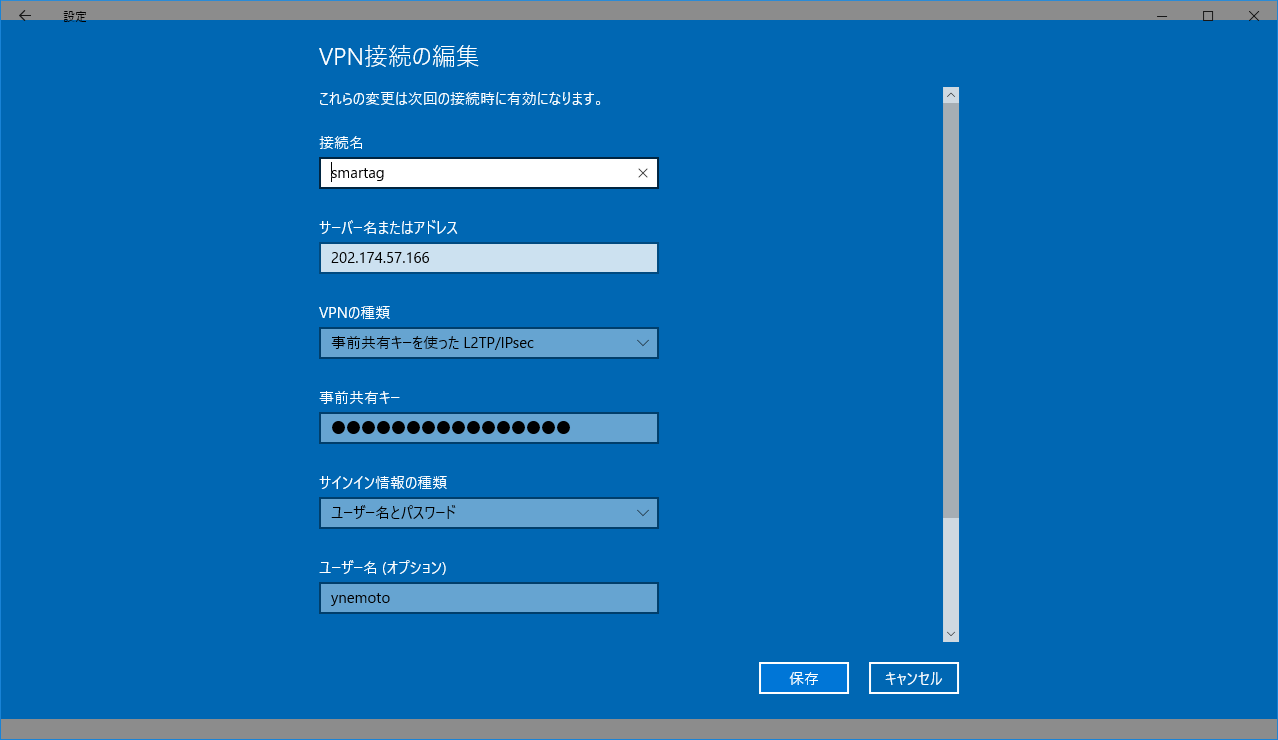 設定
VPN接続の編集
これらの変更は次回の接続時に有効になります。
接続名
smartag
サーバー名またはアドレス
202.174.57.166
VPNの種類
事前共有キーを使った L2TP/IPsec
事前共有キー
●●●●●●●●●●●●●●●●
サインイン情報の種類
ユーザー名とパスワード
ユーザー名 (オプション)
ynemoto
保存
キャンセル